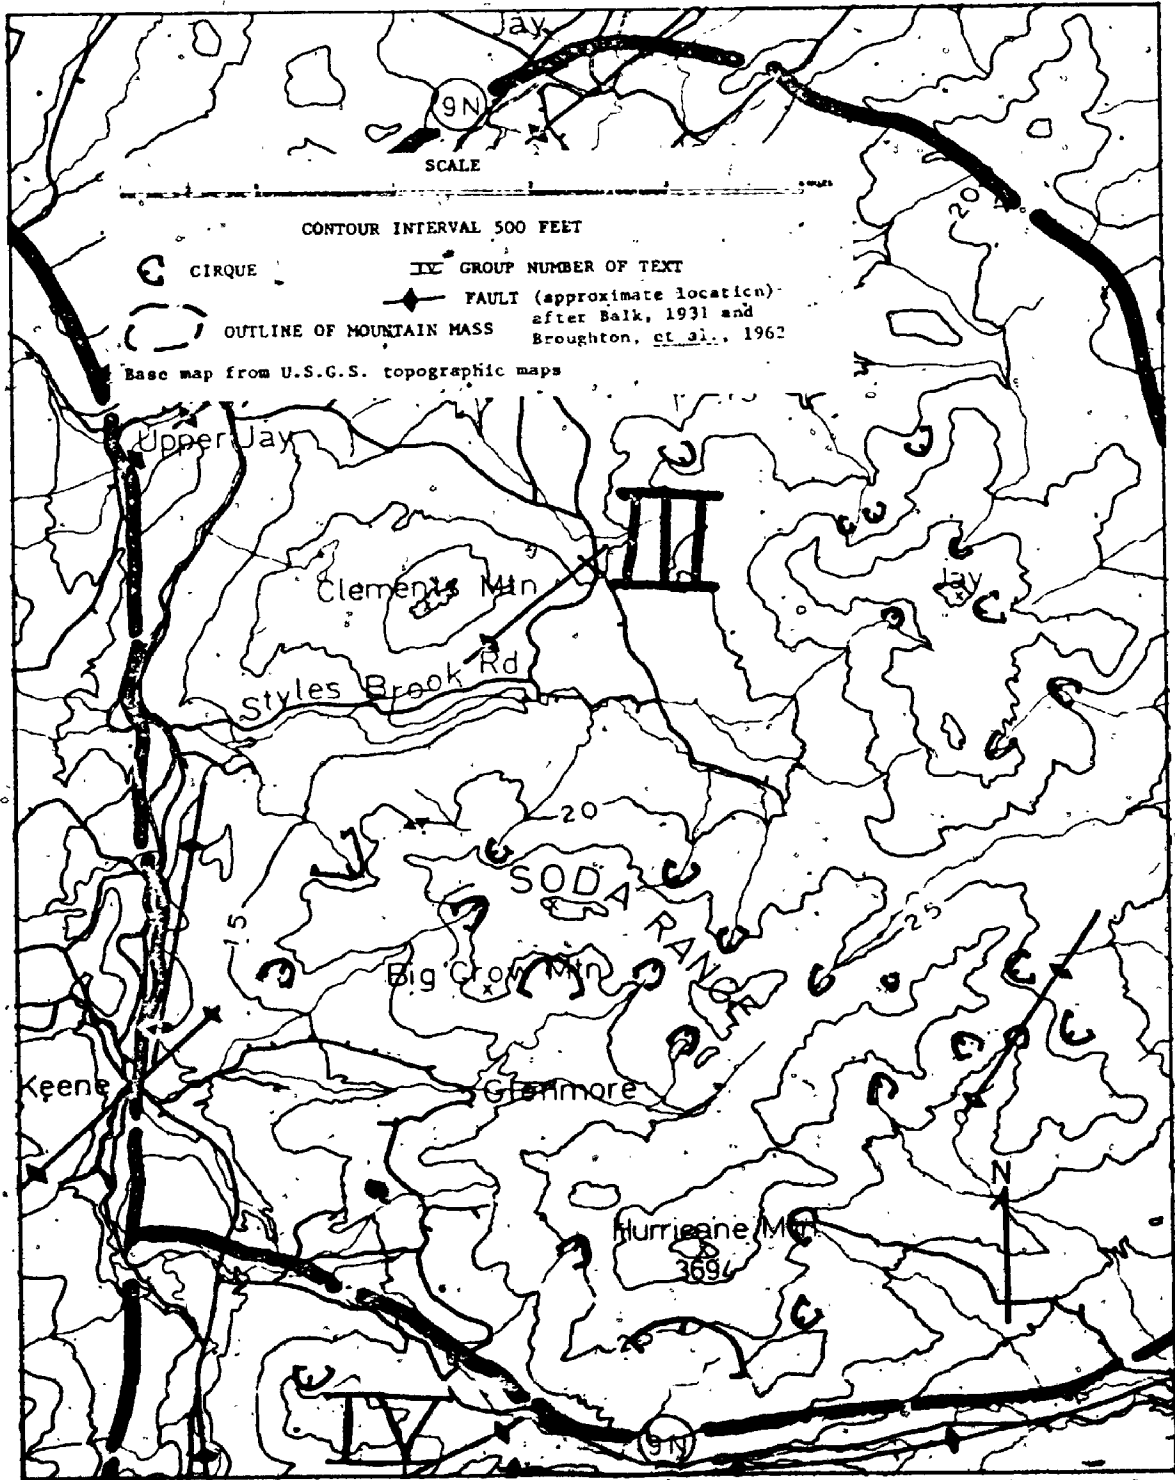 Jay
9N
SCALE
CONTOUR INTERVAL 500 FEET
CIRQUE
IV GROUP NUMBER OF TEXT
FAULT (approximate location)
after Balk, 1931 and
Broughton, et al., 1962
OUTLINE OF MOUNTAIN MASS
Base map from U.S.G.S. topographic maps
20
Upper Jay
III
Clements Mtn
Jay
Styles Brook Rd
20
SODA RANGE
25
15
Big Crow Mtn
Keene
Glenmore
N
Hurricane Mtn
3694
20
IV
9N